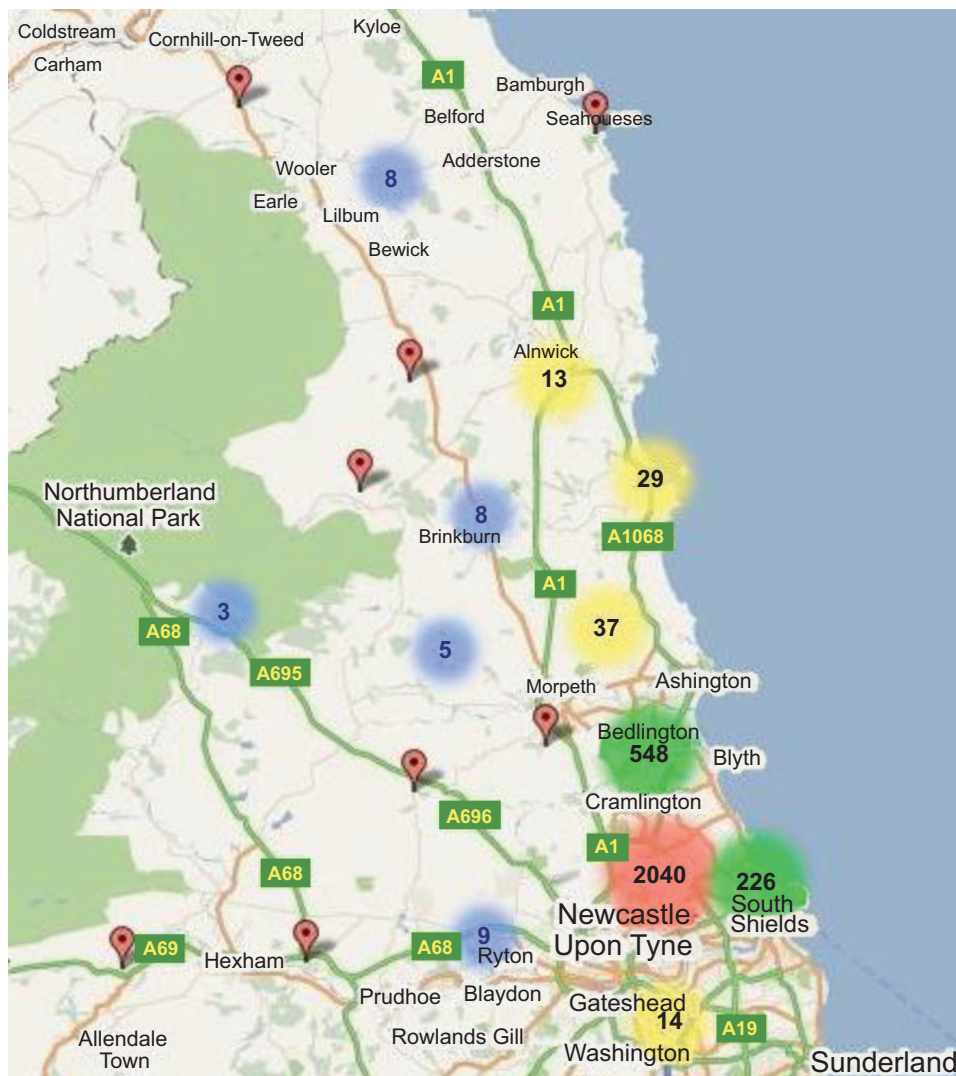 Kyloe
Coldstream
Cornhill-on-Tweed
Carham
A1
Bamburgh
Belford
Seahoueses
Adderstone
Wooler
8
Earle
Lilbum
Bewick
A1
Alnwick
13
29
Northumberland
National Park
8
Brinkburn
A1068
A1
3
A68
37
5
A695
Ashington
Morpeth
Bedlington
548
Blyth
Cramlington
A696
A1
2040
226
A68
South
Shields
Newcastle
Upon Tyne
9
A69
A68
Ryton
Hexham
Prudhoe
Blaydon
Gateshead
14
A19
Rowlands Gill
Allendale
Town
Washington
Sunderland